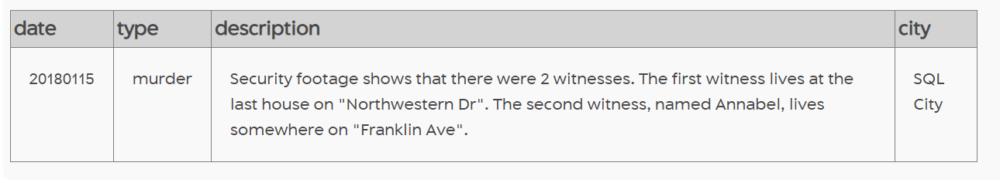 date type description city
20180115 murder Security footage shows that there were 2 witnesses. The first witness lives at the SQL
last house on "Northwestern Dr". The second witness, named Annabel, lives City
somewhere on "Franklin Ave".